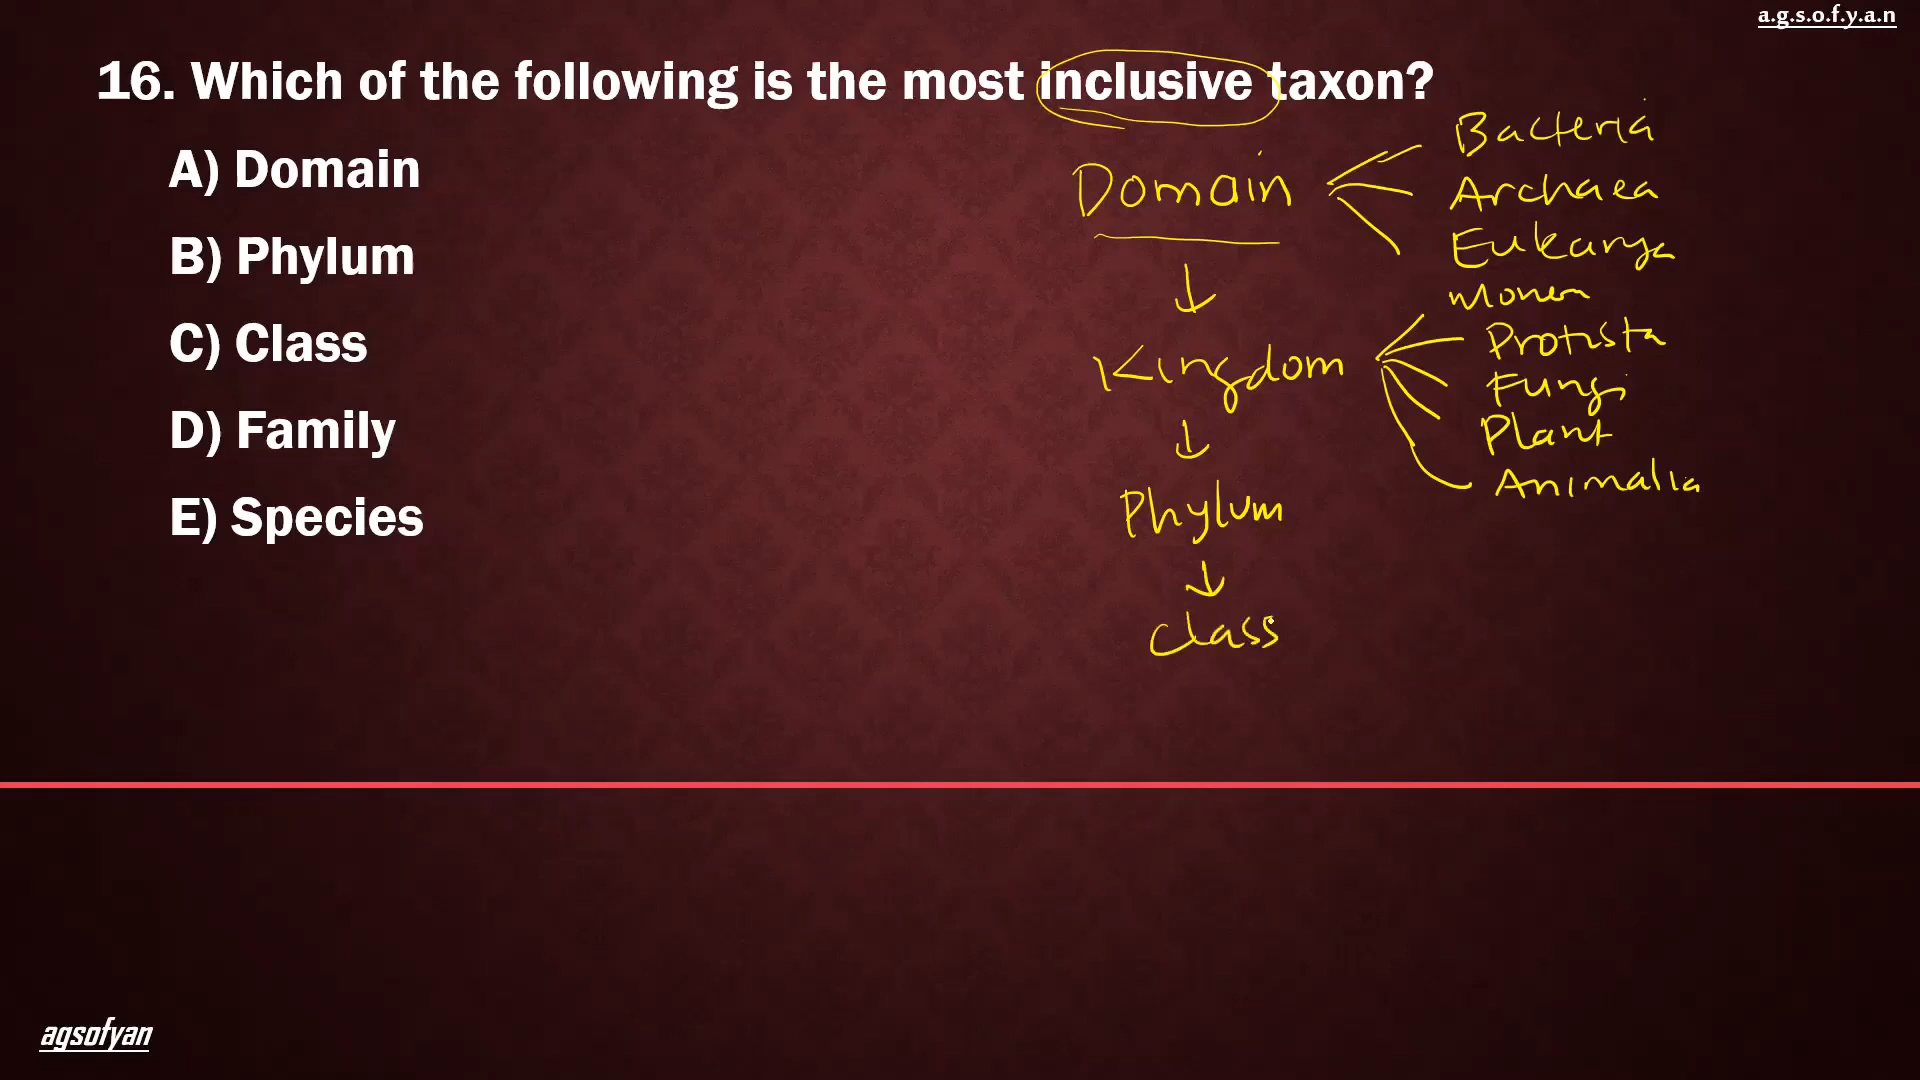 a.g.s.o.f.y.a.n
16. Which of the following is the most inclusive taxon?
A) Domain
B) Phylum
C) Class
D) Family
E) Species
Domain
Bacteria
Archaea
Eukarya
Kingdom
Monera
Protista
Fungi
Plant
Animalia
Phylum
Class
agsofyan